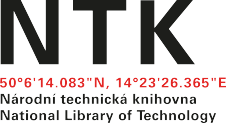 NTK
50°6'14.083"N, 14°23'26.365"E
Národní technická knihovna
National Library of Technology